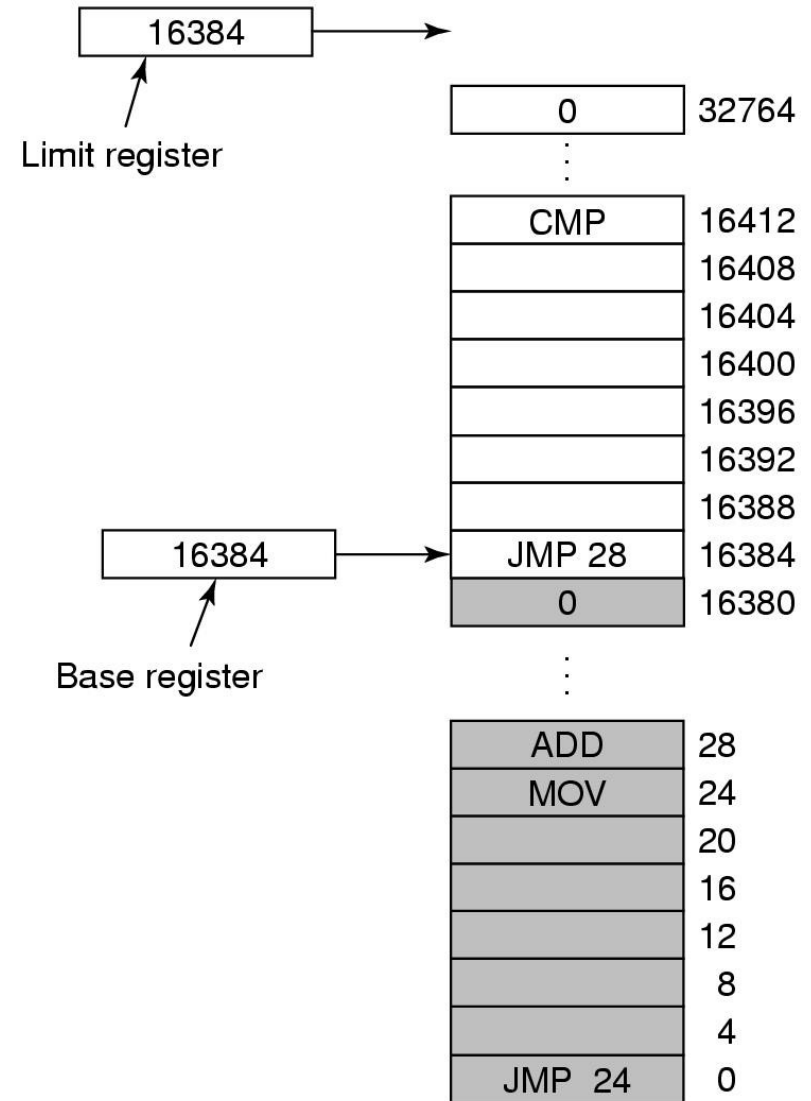 16384
Limit register
0 32764
CMP 16412
16408
16404
16400
16396
16392
16388
16384 JMP 28 16384
0 16380
Base register
ADD 28
MOV 24
20
16
12
8
4
JMP 24 0